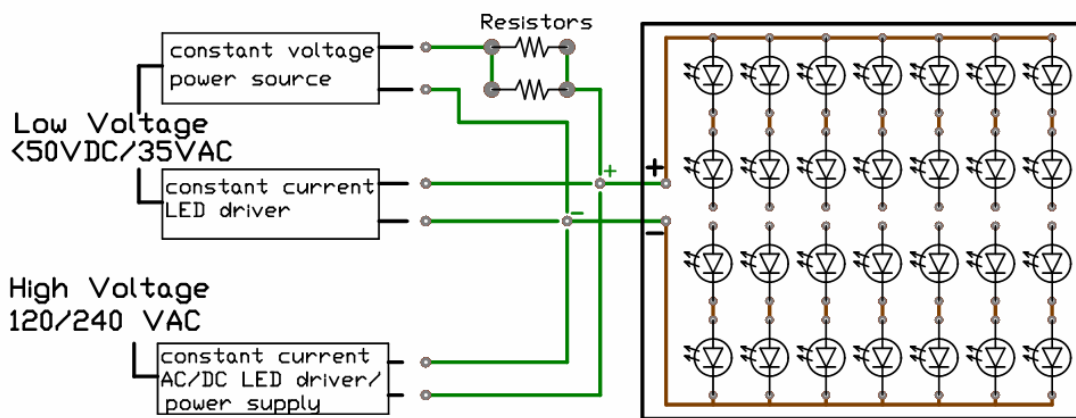 Resistors
constant voltage
power source
Low Voltage
<50VDC/35VAC
constant current
LED driver
+
+
-
-
High Voltage
120/240 VAC
constant current
AC/DC LED driver/
power supply